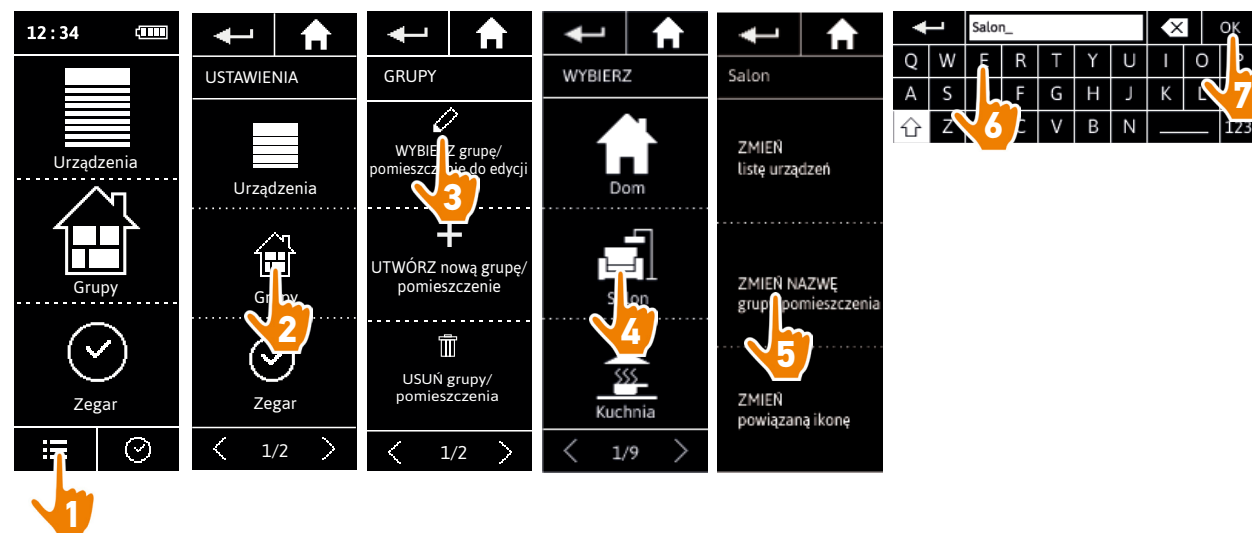 12:34
Urządzenia
Grupy
Zegar
1
USTAWIENIA
Urządzenia
Grupy
2
Zegar
1/2
GRUPY
WYBIERZ grupę/
pomieszczenie do edycji
3
UTWÓRZ nową grupę/
pomieszczenie
USUŃ grupy/
pomieszczenia
1/2
WYBIERZ
Dom
Salon
4
Kuchnia
1/9
Salon
ZMIEŃ
listę urządzeń
ZMIEŃ NAZWĘ
grupy pomieszczenia
5
ZMIEŃ
powiązaną ikonę
Salon_ OK
Q W E R T Y U I O P
A S F G H J K L
Z C V B N 123
6
7